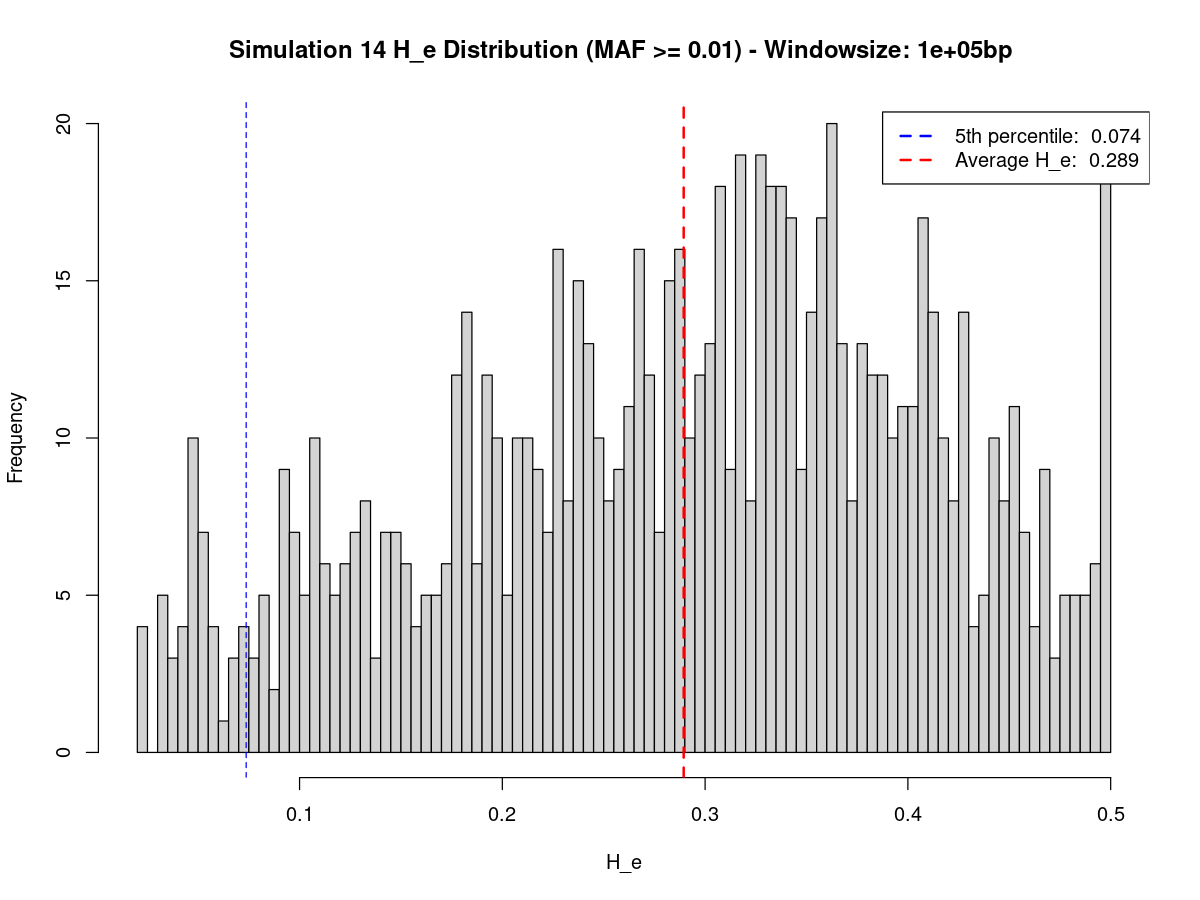 Simulation 14 H_e Distribution (MAF >= 0.01) - Windowsize: 1e+05bp
5th percentile: 0.074
Average H_e: 0.289
Frequency
20
15
10
5
0
0.1 0.2 0.3 0.4 0.5
H_e